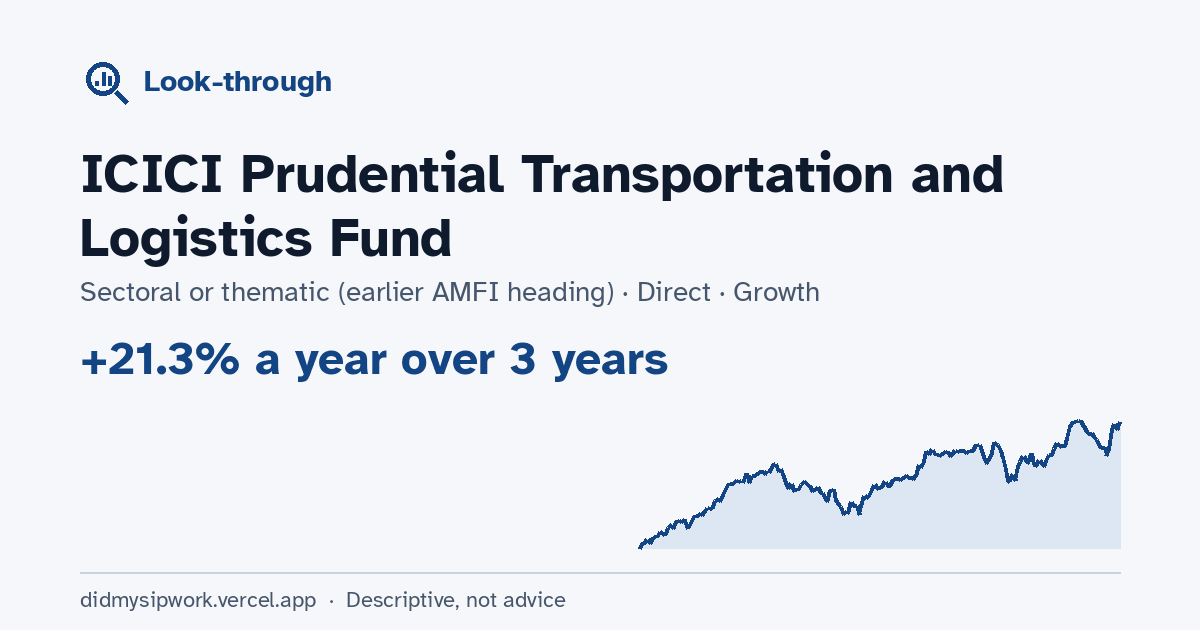 Look-through
ICICI Prudential Transportation and
Logistics Fund
Sectoral or thematic (earlier AMFI heading) · Direct · Growth
+21.3% a year over 3 years
didmysipwork.vercel.app · Descriptive, not advice